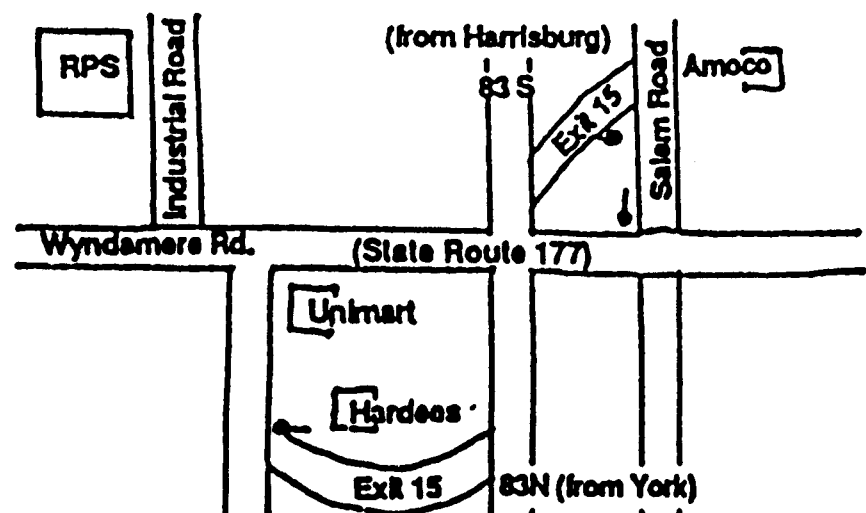 (from Harrisburg)
RPS
Industrial Road
83 S
Exit 15
Salem Road
Amoco
Wyndamere Rd.
(State Route 177)
Unimart
Hardees
Exit 15
83N (from York)